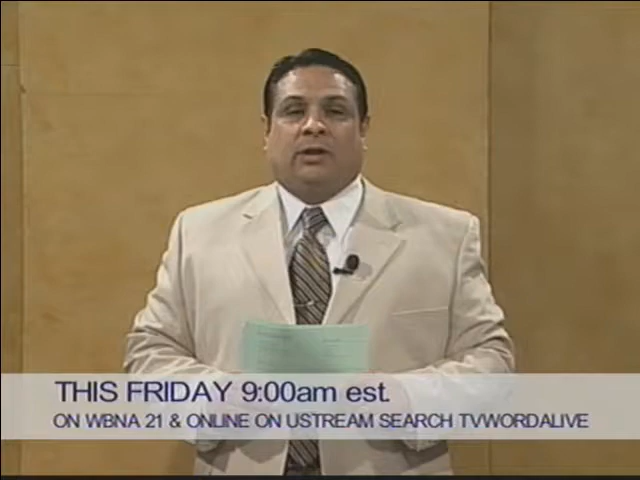 THIS FRIDAY 9:00am est.
ON WBNA 21 & ONLINE ON USTREAM SEARCH TVWORDALIVE